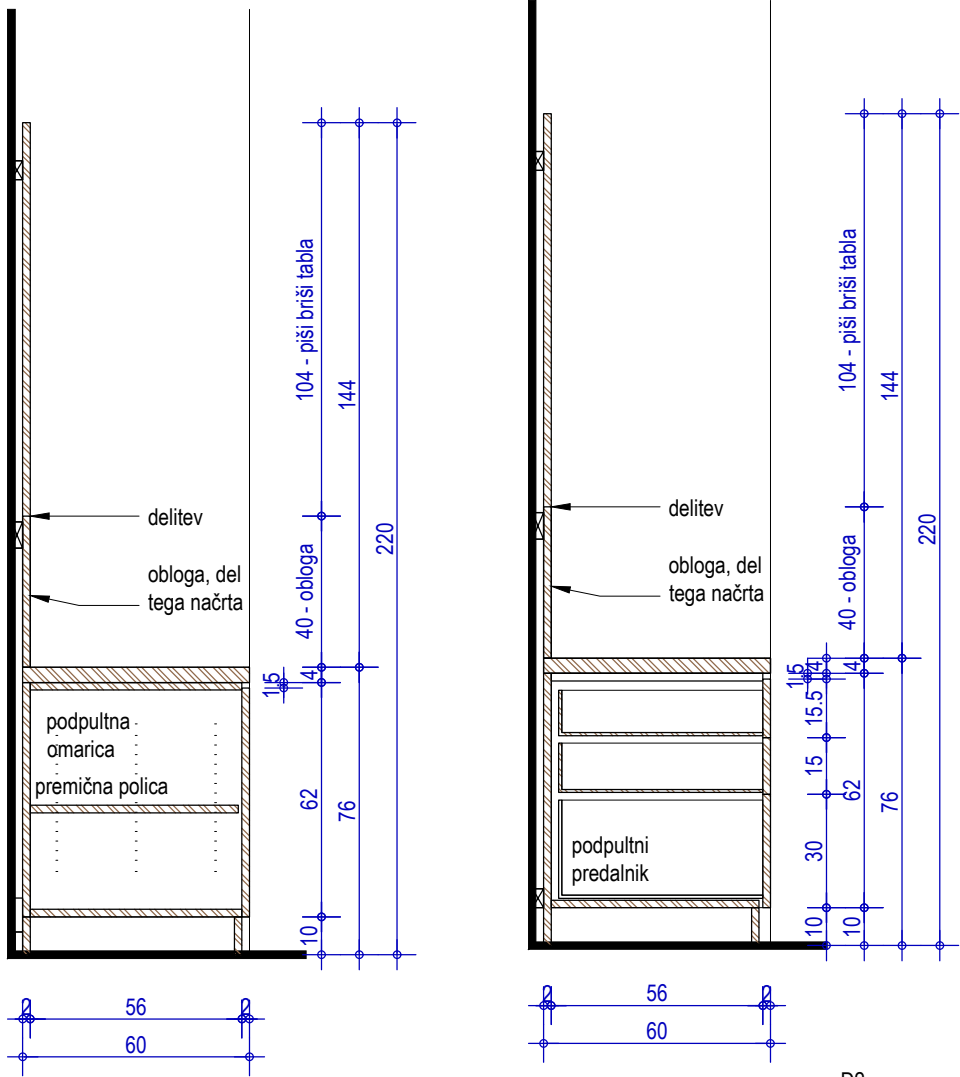 104 - piši briši tabla
144
220
delitev
40 - obloga
obloga, del
tega načrta
4
1.5
podpultna
omarica
premična polica
62
76
10
2
56
2
60
104 - piši briši tabla
144
220
delitev
40 - obloga
obloga, del
tega načrta
4
4
1.5
15.5
15
62
76
30
podpultni
predalnik
10
10
2
56
2
60